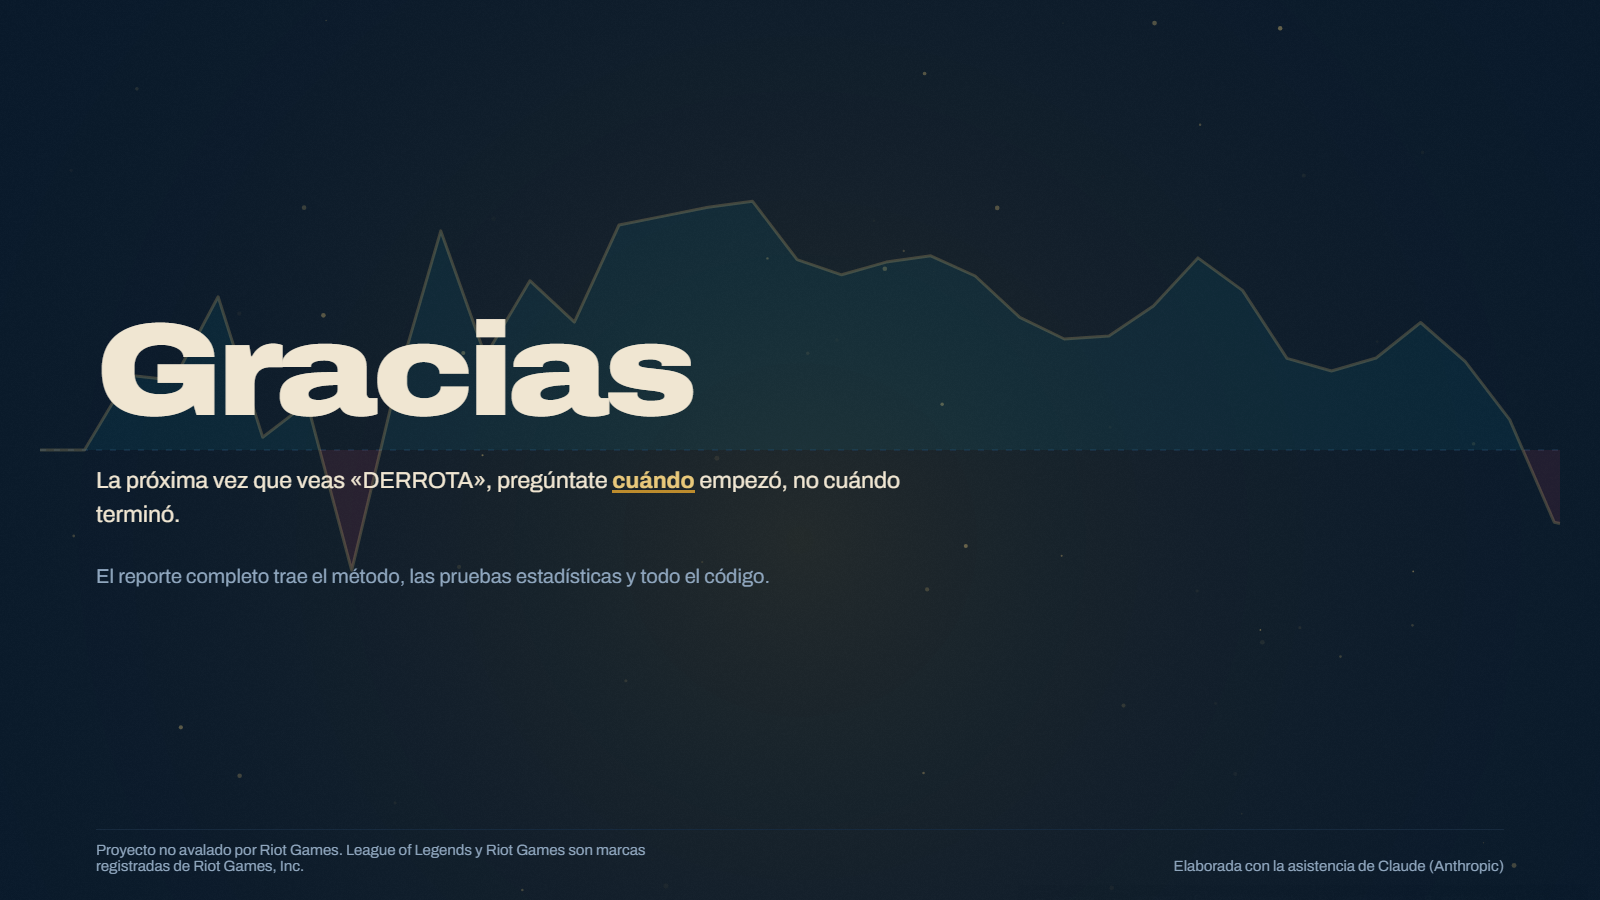 Gracias
La próxima vez que veas «DERROTA», pregúntate cuándo empezó, no cuándo
terminó.
El reporte completo trae el método, las pruebas estadísticas y todo el código.
Proyecto no avalado por Riot Games. League of Legends y Riot Games son marcas
registradas de Riot Games, Inc.
Elaborada con la asistencia de Claude (Anthropic)